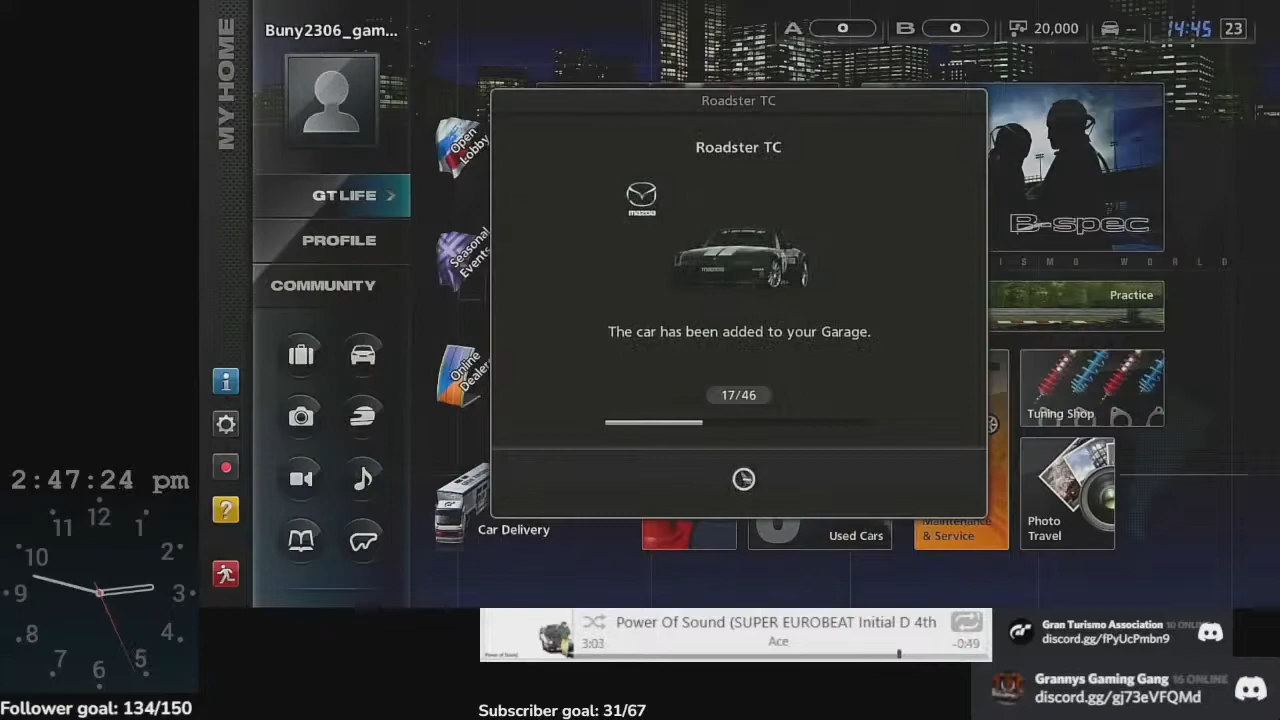 MY HOME
Buny2306_gam...
A 0 B 0 20,000 -- 14:45 23
GT LIFE
PROFILE
COMMUNITY
Open Lobby
Seasonal Events
Online Dealer
Car Delivery
Roadster TC
Roadster TC
mazda
The car has been added to your Garage.
17/46
B-spec
I S M O W O R L D
Practice
Tuning Shop
Used Cars
Maintenance & Service
Photo Travel
2:47:24 pm
12
1
2
3
4
5
6
7
8
9
10
11
Power Of Sound (SUPER EUROBEAT Initial D 4th
Ace
3:03
-0:49
Gran Turismo Association
discord.gg/fPyUcPmbn9
Grannys Gaming Gang 16 ONLINE
discord.gg/gj73eVFQMd
Follower goal: 134/150
Subscriber goal: 31/67